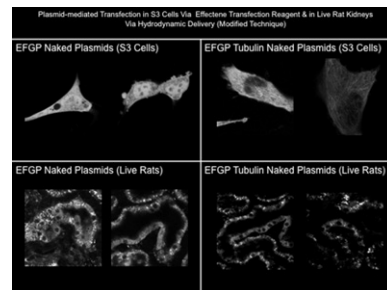 Plasmid-mediated Transfection in S3 Cells Via Effectene Transfection Reagent & in Live Rat Kidneys
Via Hydrodynamic Delivery (Modified Technique)
EFGP Naked Plasmids (S3 Cells)
EFGP Tubulin Naked Plasmids (S3 Cells)
EFGP Naked Plasmids (Live Rats)
EFGP Tubulin Naked Plasmids (Live Rats)